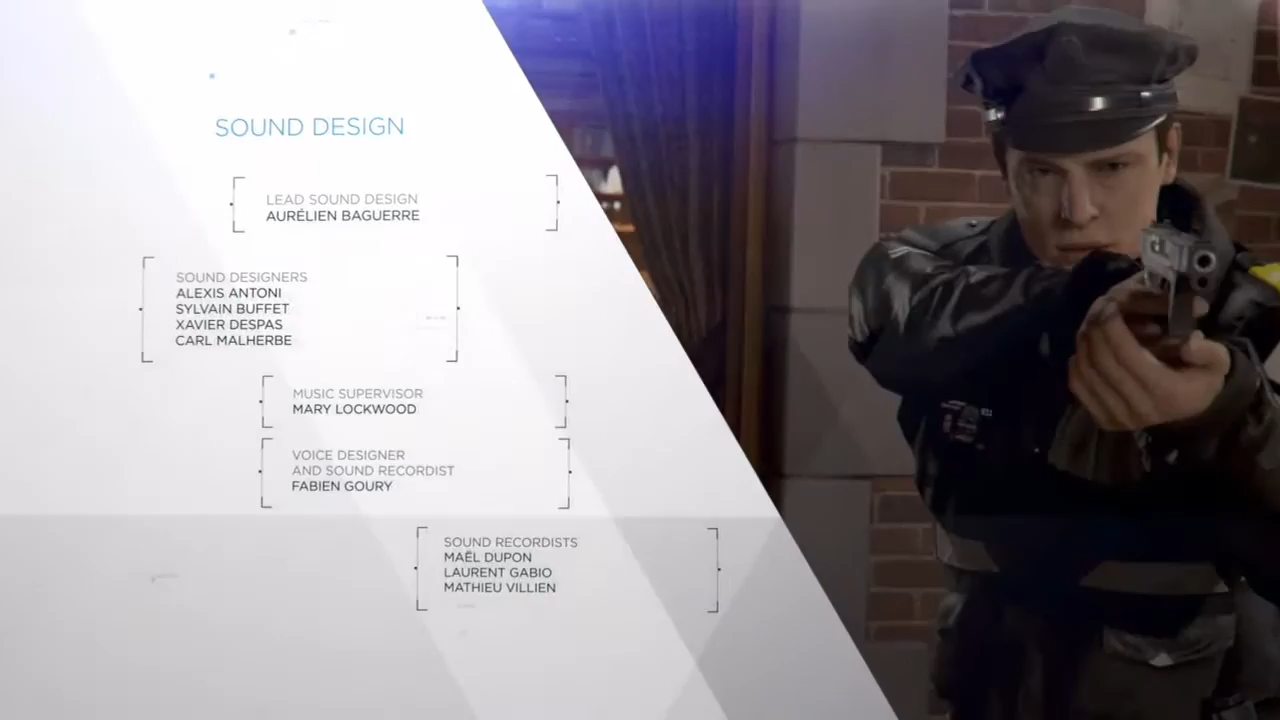 SOUND DESIGN
LEAD SOUND DESIGN
AURÉLIEN BAGUERRE
SOUND DESIGNERS
ALEXIS ANTONI
SYLVAIN BUFFET
XAVIER DESPAS
CARL MALHERBE
MUSIC SUPERVISOR
MARY LOCKWOOD
VOICE DESIGNER
AND SOUND RECORDIST
FABIEN GOURY
SOUND RECORDISTS
MAËL DUPON
LAURENT GABIO
MATHIEU VILLIEN